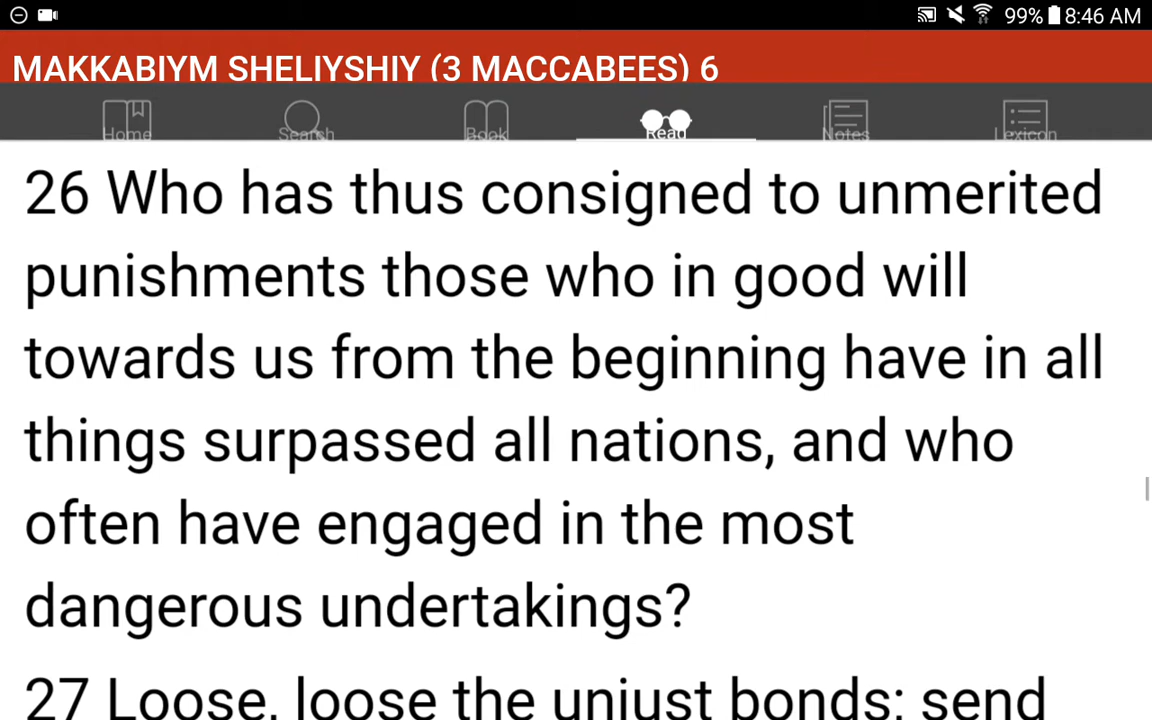 99% 8:46 AM
MAKKABIYM SHELIYSHIY (3 MACCABEES) 6
Home Search Book Read Notes Lexicon
26 Who has thus consigned to unmerited
punishments those who in good will
towards us from the beginning have in all
things surpassed all nations, and who
often have engaged in the most
dangerous undertakings?
27 Loose, loose the unjust bonds; send